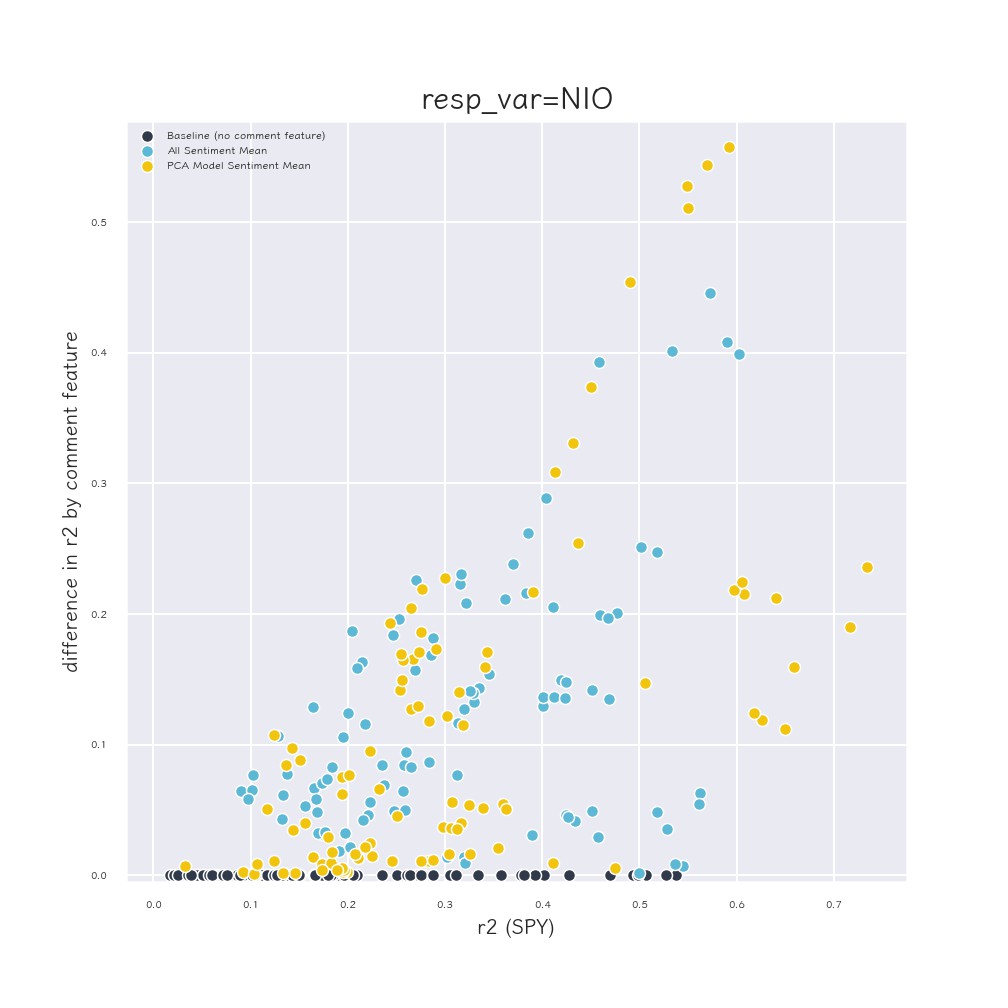 resp_var=NIO
Baseline (no comment feature)
All Sentiment Mean
PCA Model Sentiment Mean
difference in r2 by comment feature
0.5
0.4
0.3
0.2
0.1
0.0
0.0 0.1 0.2 0.3 0.4 0.5 0.6 0.7
r2 (SPY)